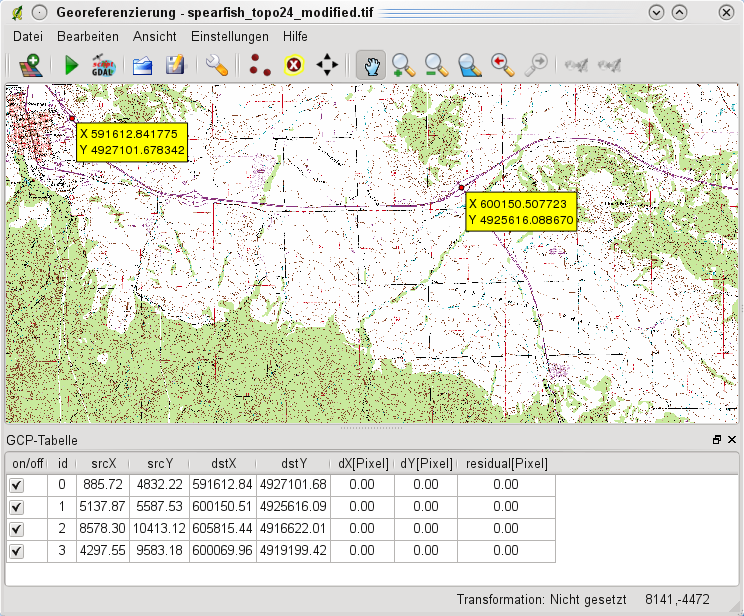 Georeferenzierung - spearfish_topo24_modified.tif
Datei Bearbeiten Ansicht Einstellungen Hilfe
script
GDAL
X 591612.841775
Y 4927101.678342
X 600150.507723
Y 4925616.088670
GCP-Tabelle
on/off id srcX srcY dstX dstY dX[Pixel] dY[Pixel] residual[Pixel]
0 885.72 4832.22 591612.84 4927101.68 0.00 0.00 0.00
1 5137.87 5587.53 600150.51 4925616.09 0.00 0.00 0.00
2 8578.30 10413.12 605815.44 4916622.01 0.00 0.00 0.00
3 4297.55 9583.18 600069.96 4919199.42 0.00 0.00 0.00
Transformation: Nicht gesetzt 8141,-4472